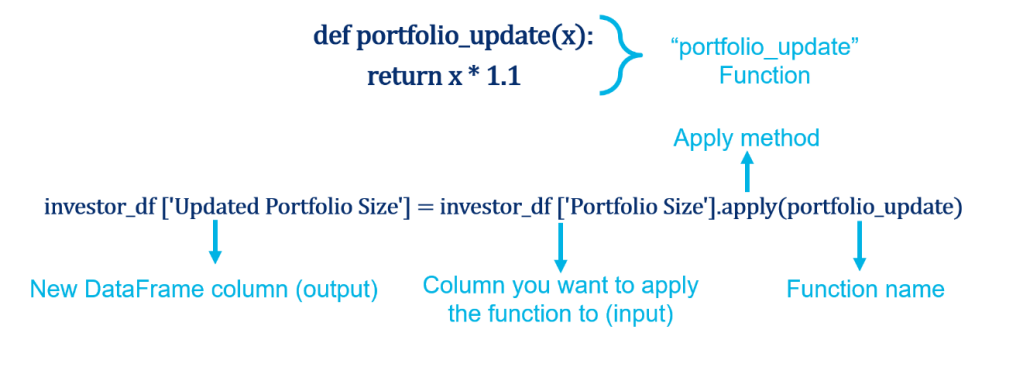 def portfolio_update(x):
return x * 1.1
“portfolio_update”
Function
Apply method
investor_df ['Updated Portfolio Size'] = investor_df ['Portfolio Size'].apply(portfolio_update)
New DataFrame column (output)
Column you want to apply
the function to (input)
Function name